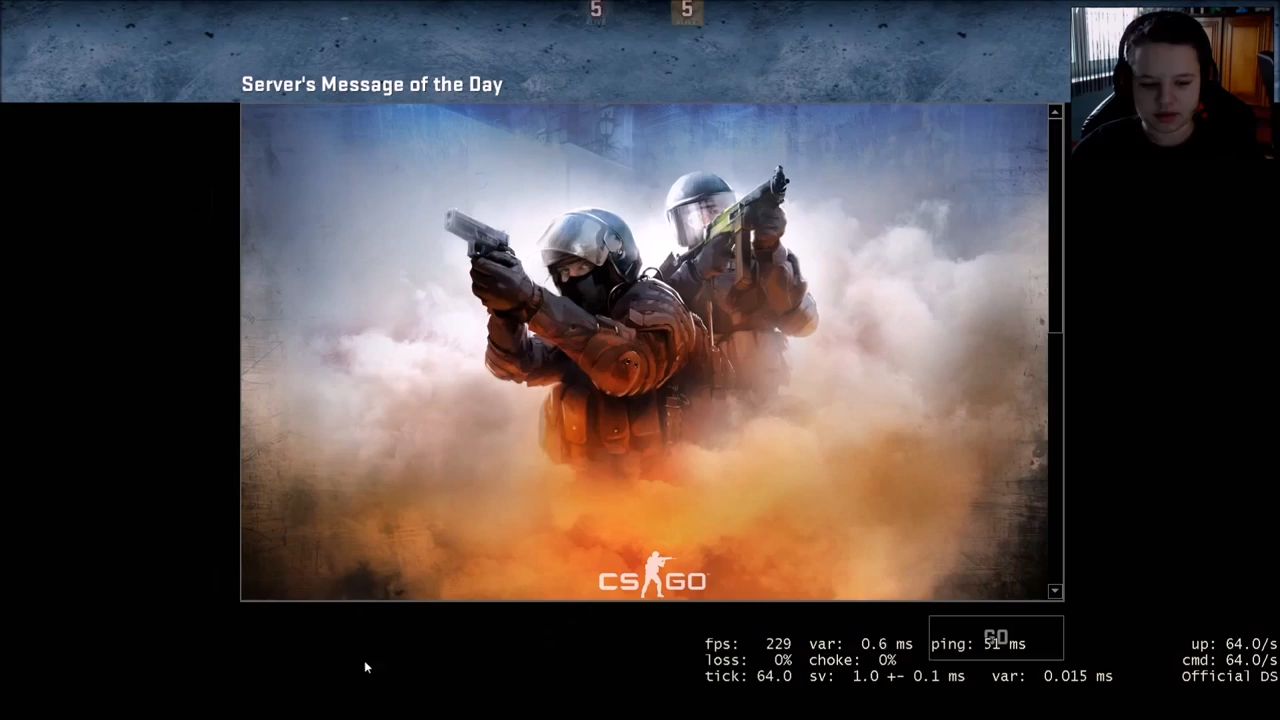 5 5
Server's Message of the Day
CS GO
GO
fps: 229 var: 0.6 ms ping: 51 ms up: 64.0/s
loss: 0% choke: 0% cmd: 64.0/s
tick: 64.0 sv: 1.0 +- 0.1 ms var: 0.015 ms Official DS